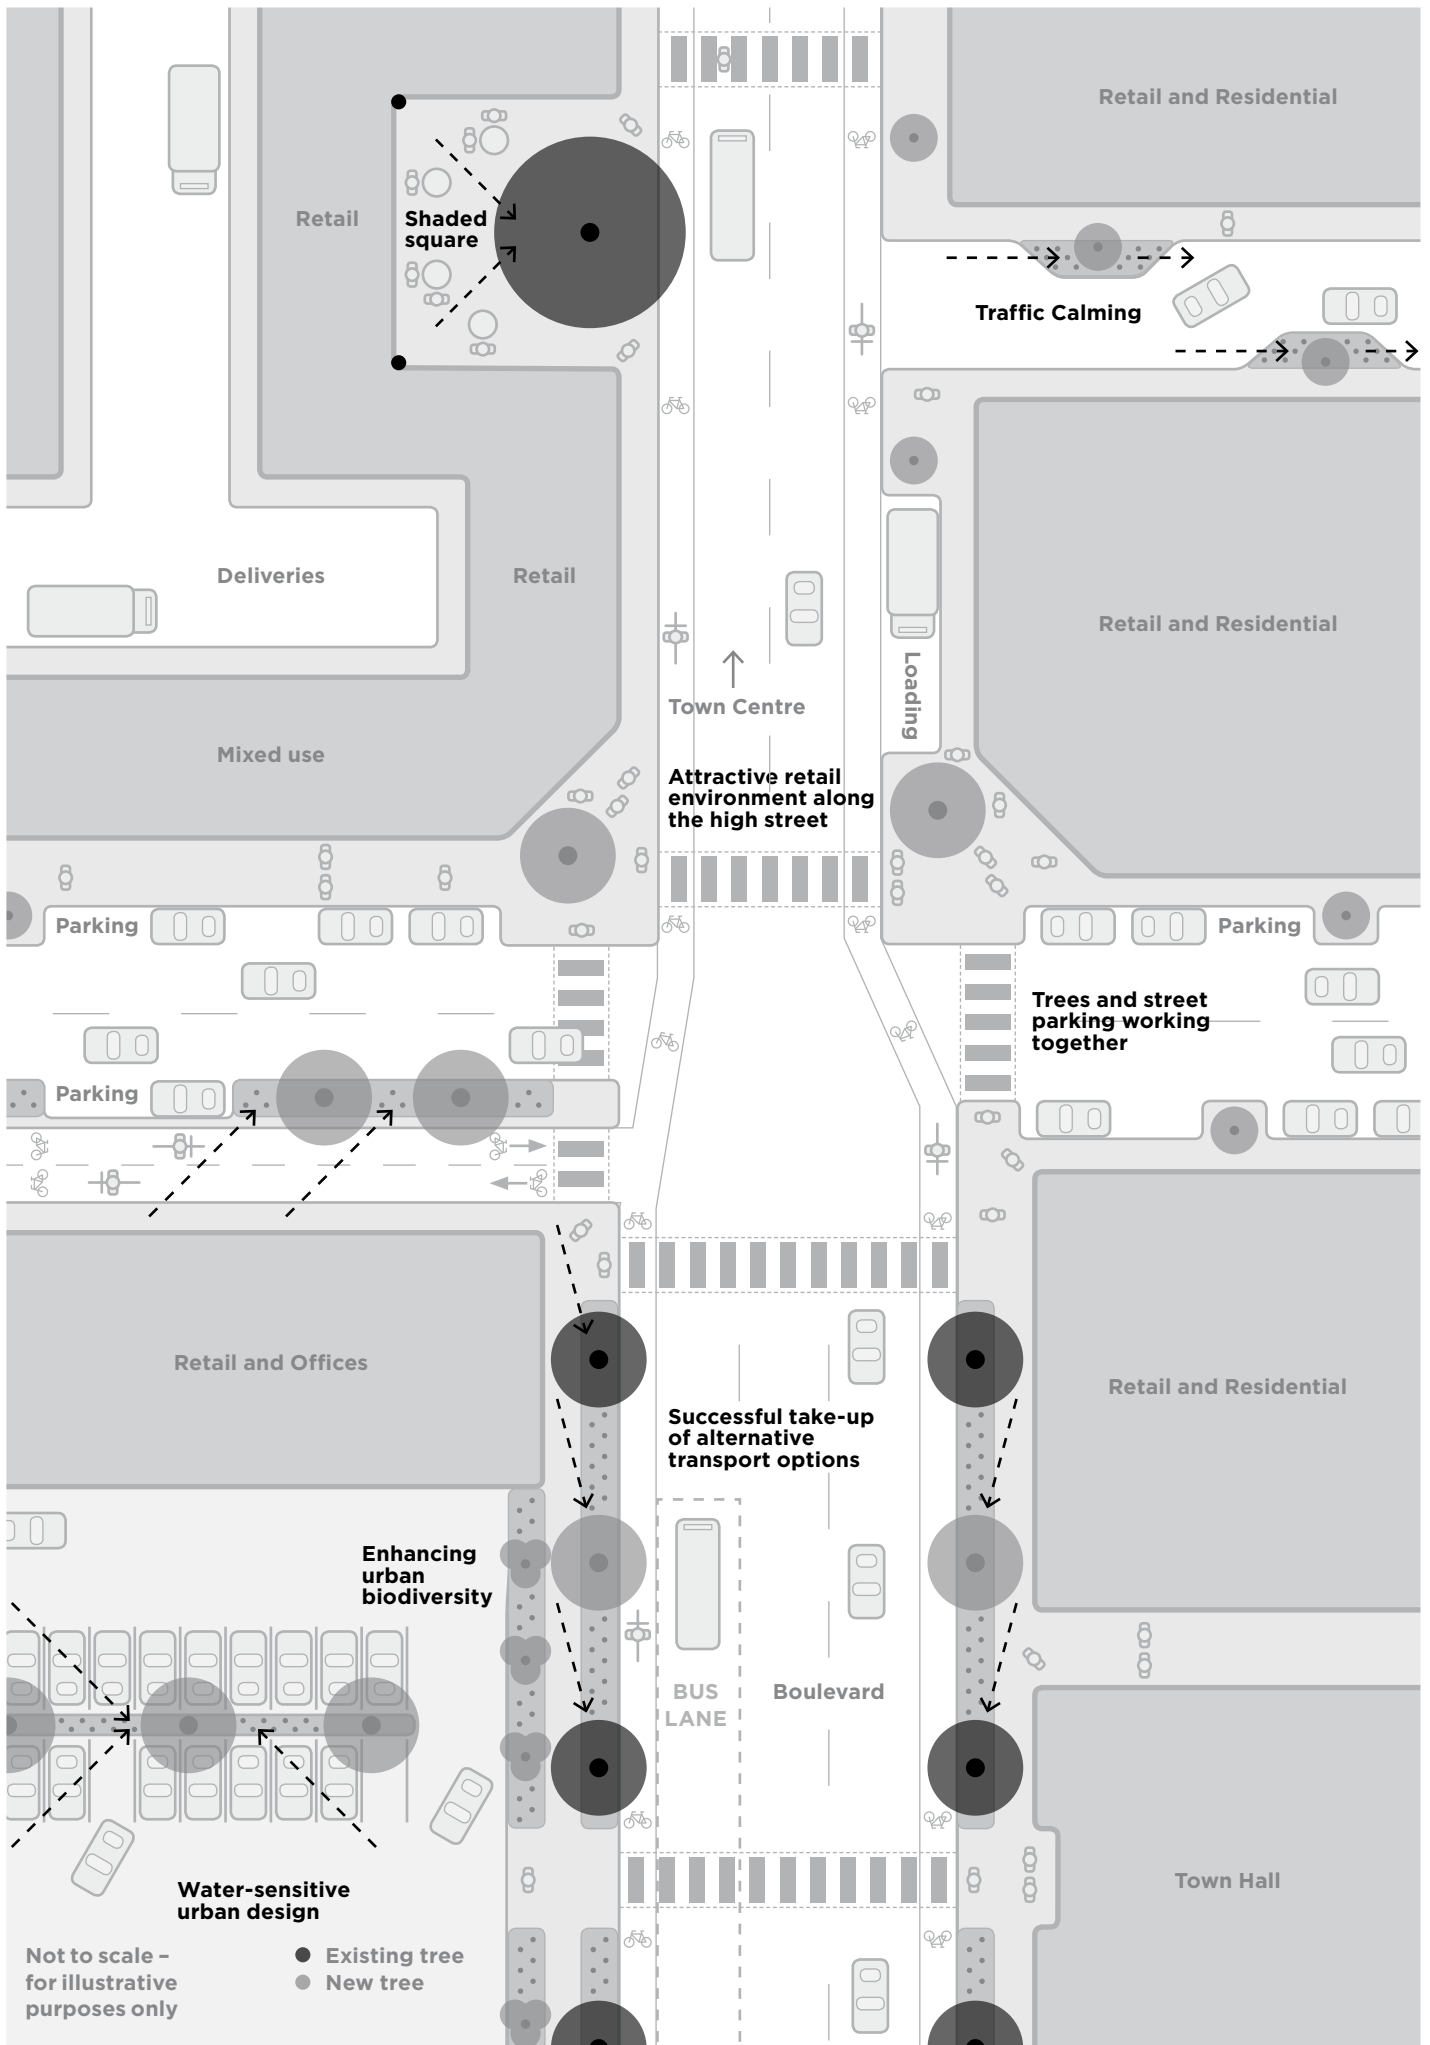 Retail and Residential
Retail
Shaded
square
Traffic Calming
Deliveries
Retail
Retail and Residential
Loading
Town Centre
Mixed use
Attractive retail
environment along
the high street
Parking
Parking
Trees and street
parking working
together
Parking
Retail and Offices
Retail and Residential
Successful take-up
of alternative
transport options
Enhancing
urban
biodiversity
BUS
LANE
Boulevard
Town Hall
Water-sensitive
urban design
Not to scale –
for illustrative
purposes only
Existing tree
New tree